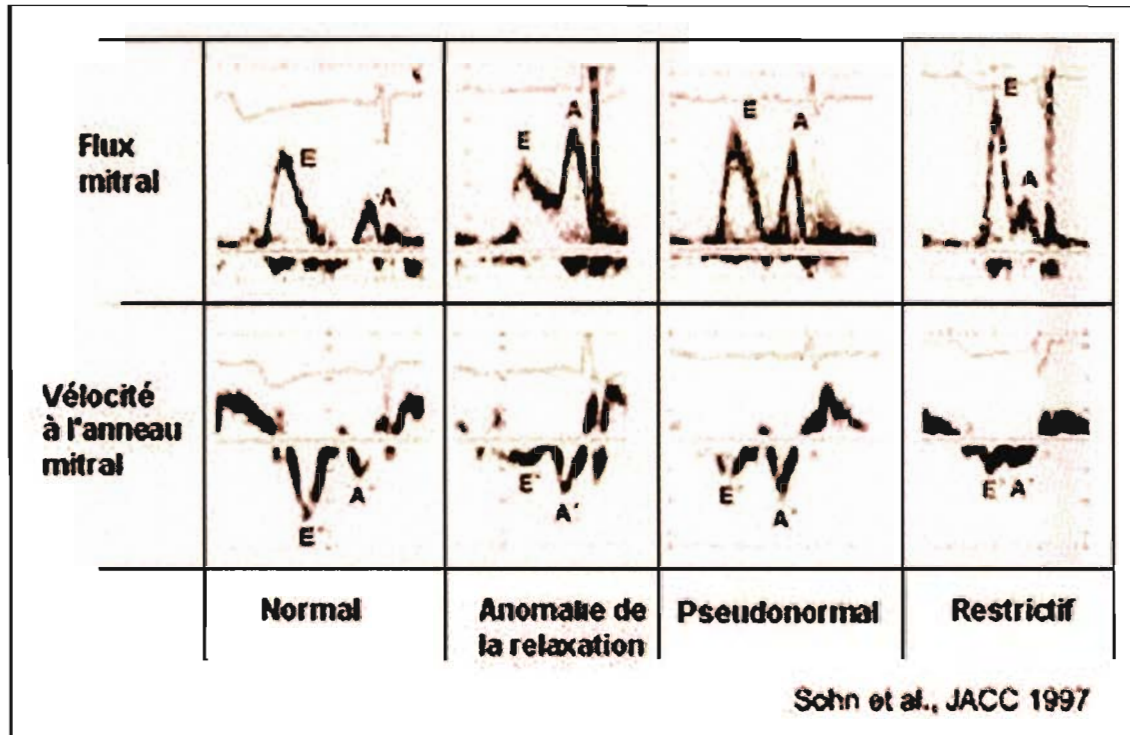 Flux
mitral
E
A
E
A
E
A
E
A
Vélocité
à l'anneau
mitral
E'
A'
E'
A'
E'
A'
E'
A'
Normal
Anomalie de
la relaxation
Pseudonormal
Restrictif
Sohn et al., JACC 1997